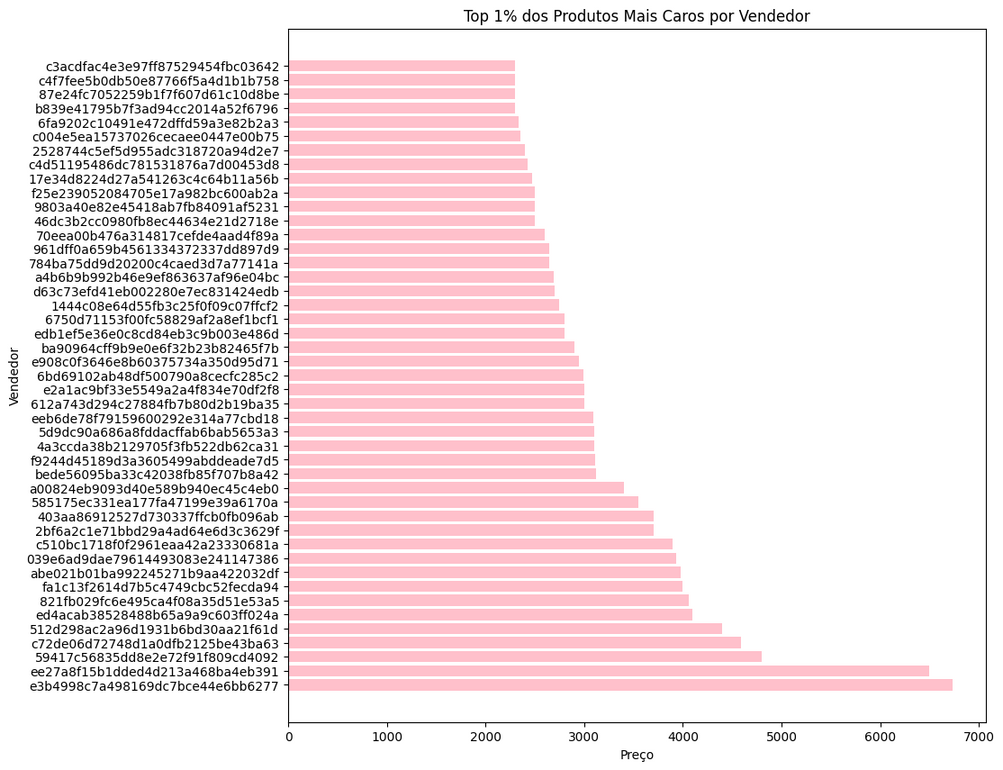 Top 1% dos Produtos Mais Caros por Vendedor
c3acdfac4e3e97ff87529454fbc03642
c4f7fee5b0db50e87766f5a4d1b1b758
87e24fc7052259b1f7f607d61c10d8be
b839e41795b7f3ad94cc2014a52f6796
6fa9202c10491e472dffd59a3e82b2a3
c004e5ea15737026cecaee0447e00b75
2528744c5ef5d955adc318720a94d2e7
c4d51195486dc781531876a7d00453d8
17e34d8224d27a541263c4c64b11a56b
f25e239052084705e17a982bc600ab2a
9803a40e82e45418ab7fb84091af5231
46dc3b2cc0980fb8ec44634e21d2718e
70eea00b476a314817cefde4aad4f89a
961dff0a659b4561334372337dd897d9
784ba75dd9d20200c4caed3d7a77141a
a4b6b9b992b46e9ef863637af96e04bc
d63c73efd41eb002280e7ec831424edb
1444c08e64d55fb3c25f0f09c07ffcf2
6750d71153f00fc58829af2a8ef1bcf1
edb1ef5e36e0c8cd84eb3c9b003e486d
ba90964cff9b9e0e6f32b23b82465f7b
e908c0f3646e8b60375734a350d95d71
6bd69102ab48df500790a8cecfc285c2
e2a1ac9bf33e5549a2a4f834e70df2f8
612a743d294c27884fb7b80d2b19ba35
eeb6de78f79159600292e314a77cbd18
5d9dc90a686a8fddacffab6bab5653a3
4a3ccda38b2129705f3fb522db62ca31
f9244d45189d3a3605499abddeade7d5
bede56095ba33c42038fb85f707b8a42
a00824eb9093d40e589b940ec45c4eb0
585175ec331ea177fa47199e39a6170a
403aa86912527d730337ffcb0fb096ab
2bf6a2c1e71bbd29a4ad64e6d3c3629f
c510bc1718f0f2961eaa42a23330681a
039e6ad9dae79614493083e241147386
abe021b01ba992245271b9aa422032df
fa1c13f2614d7b5c4749cbc52fecda94
821fb029fc6e495ca4f08a35d51e53a5
ed4acab38528488b65a9a9c603ff024a
512d298ac2a96d1931b6bd30aa21f61d
c72de06d72748d1a0dfb2125be43ba63
59417c56835dd8e2e72f91f809cd4092
ee27a8f15b1dded4d213a468ba4eb391
e3b4998c7a498169dc7bce44e6bb6277
Vendedor
0 1000 2000 3000 4000 5000 6000 7000
Preço